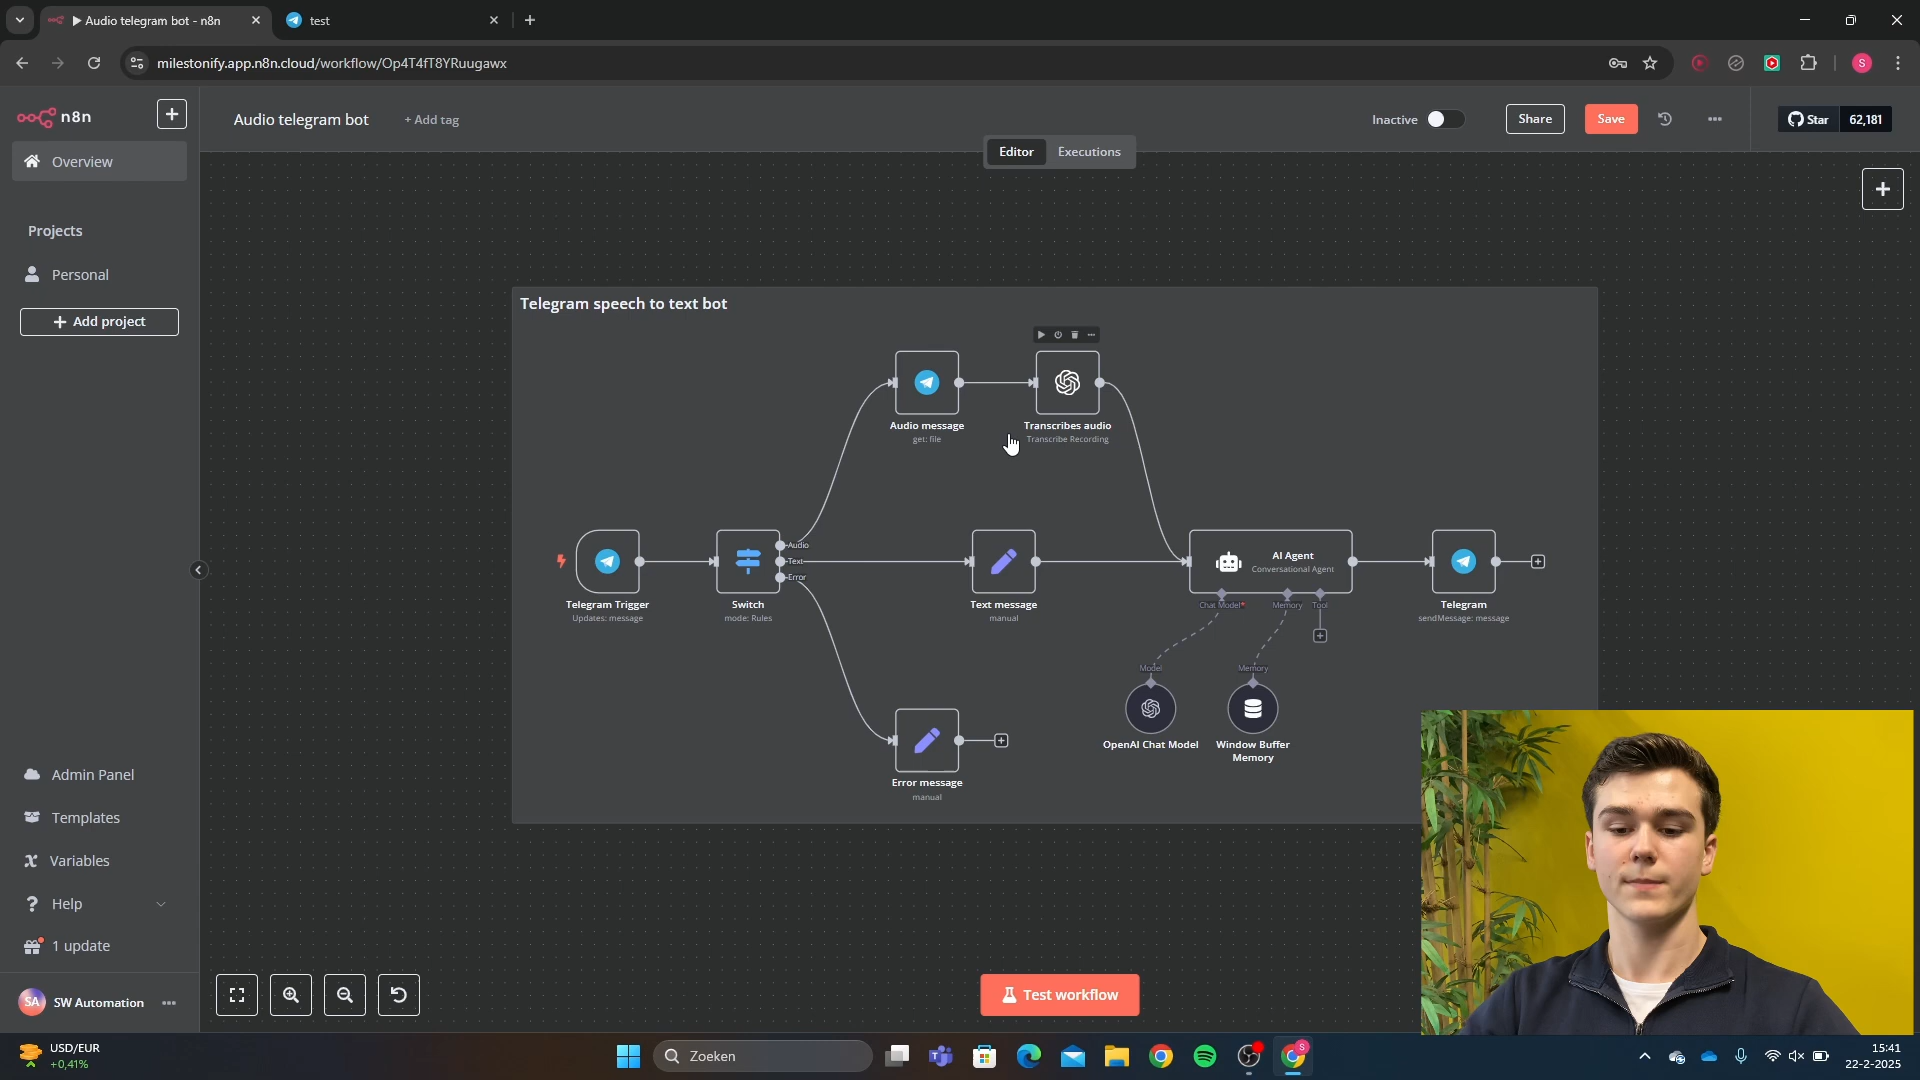 Audio telegram bot - n8n
test
milestonify.app.n8n.cloud/workflow/Op4T4fT8YRuugawx
S
n8n
Audio telegram bot
+ Add tag
Inactive
Share
Save
Star
62,181
Editor
Executions
Overview
Projects
Personal
Add project
Telegram speech to text bot
Audio message
get: file
Transcribes audio
Transcribe Recording
Telegram Trigger
Updates: message
Switch
mode: Rules
Audio
Text
Error
Text message
manual
AI Agent
Conversational Agent
Chat Model*
Memory
Tool
Telegram
sendMessage: message
Model
Memory
OpenAI Chat Model
Window Buffer
Memory
Error message
manual
Admin Panel
Templates
Variables
Help
1 update
SA
SW Automation
Test workflow
USD/EUR
+0,41%
Zoeken
S
15:41
22-2-2025